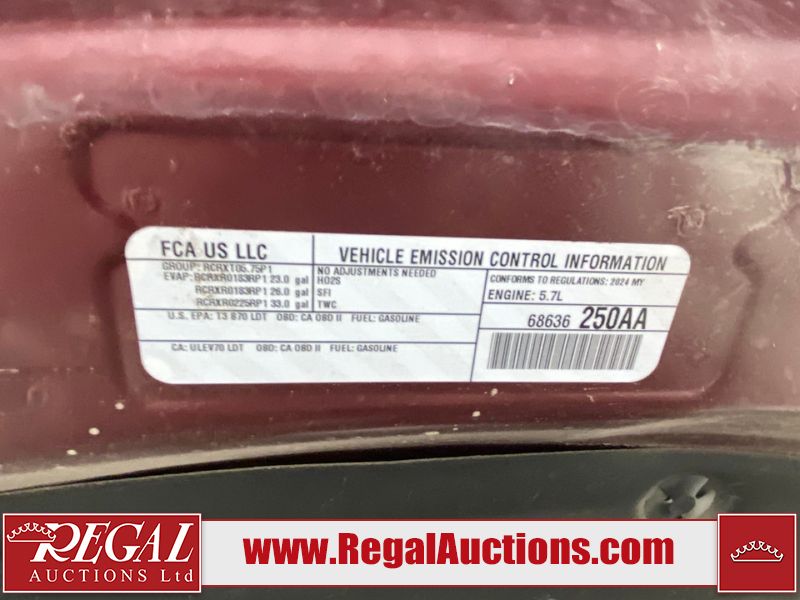 FCA US LLC
VEHICLE EMISSION CONTROL INFORMATION
GROUP: RCRXT05.75P1
EVAP: RCRXR0183RP1 23.0 gal
RCRXR0183RP1 26.0 gal
RCRXR0225RP1 33.0 gal
NO ADJUSTMENTS NEEDED
HO2S
SFI
TWC
CONFORMS TO REGULATIONS: 2024 MY
ENGINE: 5.7L
U.S. EPA: T3 B70 LDT OBD: CA OBD II FUEL: GASOLINE
CA: ULEV70 LDT OBD: CA OBD II FUEL: GASOLINE
68636 250AA
REGAL
AUCTIONS Ltd
www.RegalAuctions.com